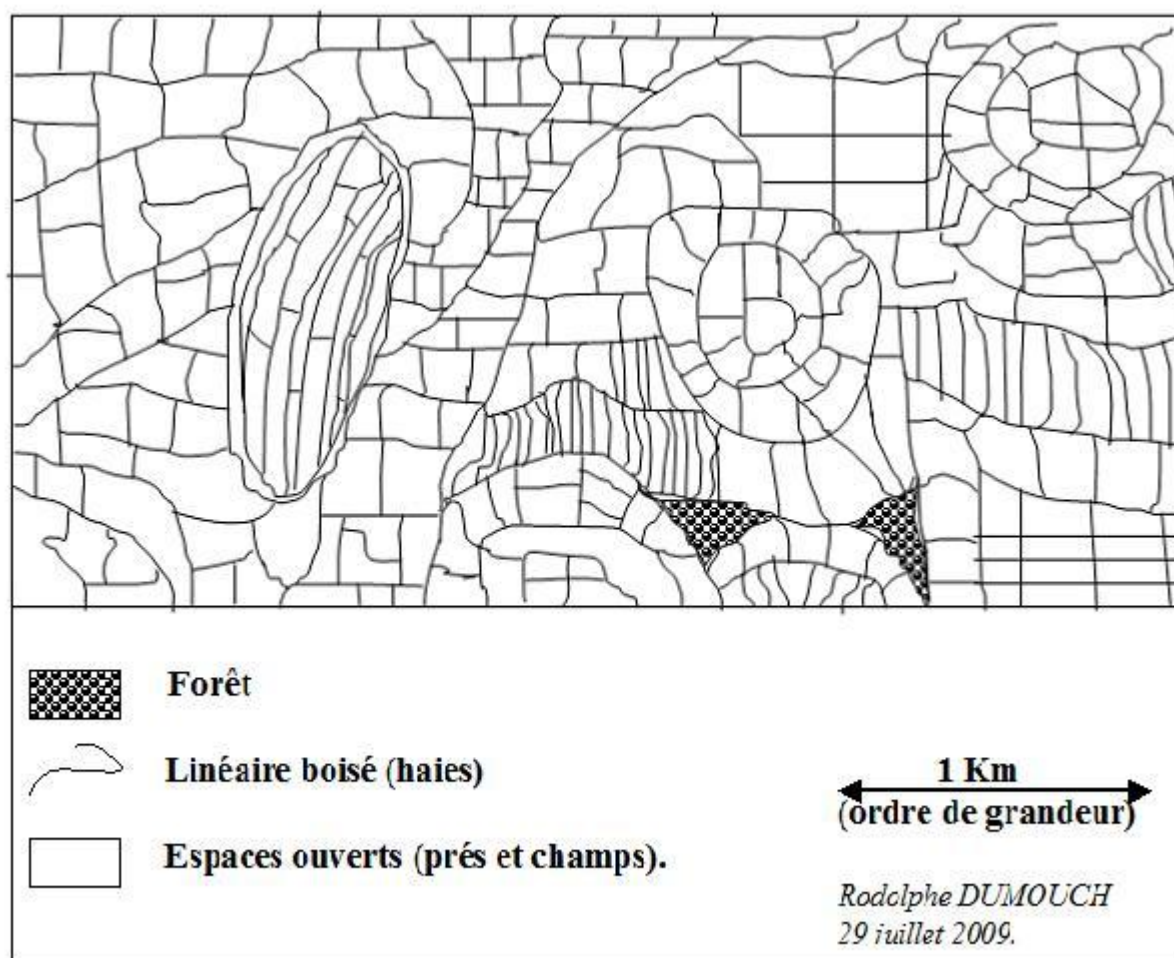 Forêt
Linéaire boisé (haies)
Espaces ouverts (prés et champs).
1 Km
(ordre de grandeur)
Rodolphe DUMOUCH
29 juillet 2009.